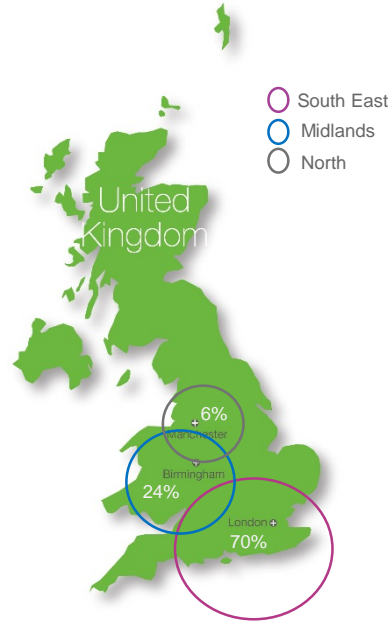 South East
Midlands
North
United
Kingdom
6%
Manchester
Birmingham
24%
London
70%